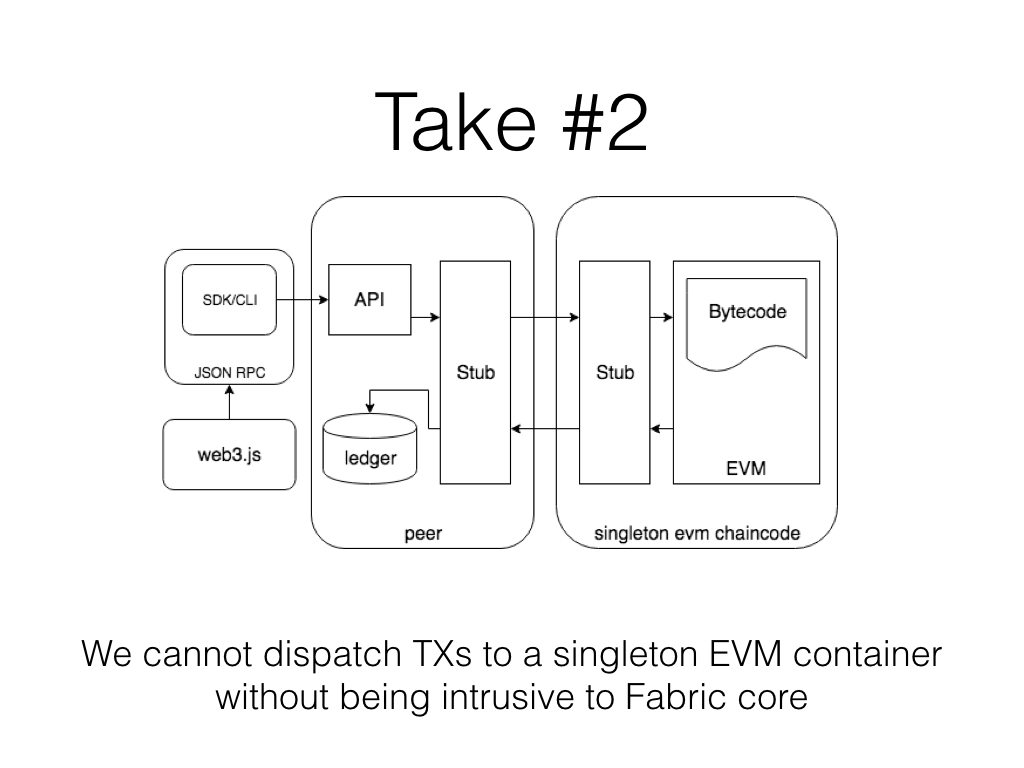 Take #2
SDK/CLI
JSON RPC
web3.js
API
Stub
ledger
peer
Stub
Bytecode
EVM
singleton evm chaincode
We cannot dispatch TXs to a singleton EVM container
without being intrusive to Fabric core